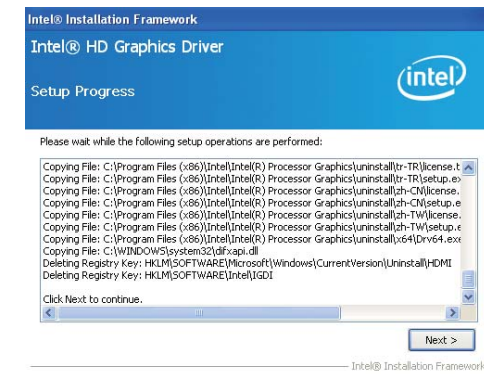 Intel® Installation Framework
Intel® HD Graphics Driver
intel
Setup Progress
Please wait while the following setup operations are performed:
Copying File: C:\Program Files (x86)\Intel\Intel(R) Processor Graphics\uninstall\tr-TR\license.t
Copying File: C:\Program Files (x86)\Intel\Intel(R) Processor Graphics\uninstall\tr-TR\setup.ex
Copying File: C:\Program Files (x86)\Intel\Intel(R) Processor Graphics\uninstall\zh-CN\license.
Copying File: C:\Program Files (x86)\Intel\Intel(R) Processor Graphics\uninstall\zh-CN\setup.e
Copying File: C:\Program Files (x86)\Intel\Intel(R) Processor Graphics\uninstall\zh-TW\license.
Copying File: C:\Program Files (x86)\Intel\Intel(R) Processor Graphics\uninstall\zh-TW\setup.e
Copying File: C:\Program Files (x86)\Intel\Intel(R) Processor Graphics\uninstall\x64\Drv64.exe
Copying File: C:\WINDOWS\system32\difxapi.dll
Deleting Registry Key: HKLM\SOFTWARE\Microsoft\Windows\CurrentVersion\Uninstall\HDMI
Deleting Registry Key: HKLM\SOFTWARE\Intel\IGDI
Click Next to continue.
Next >
Intel® Installation Framework